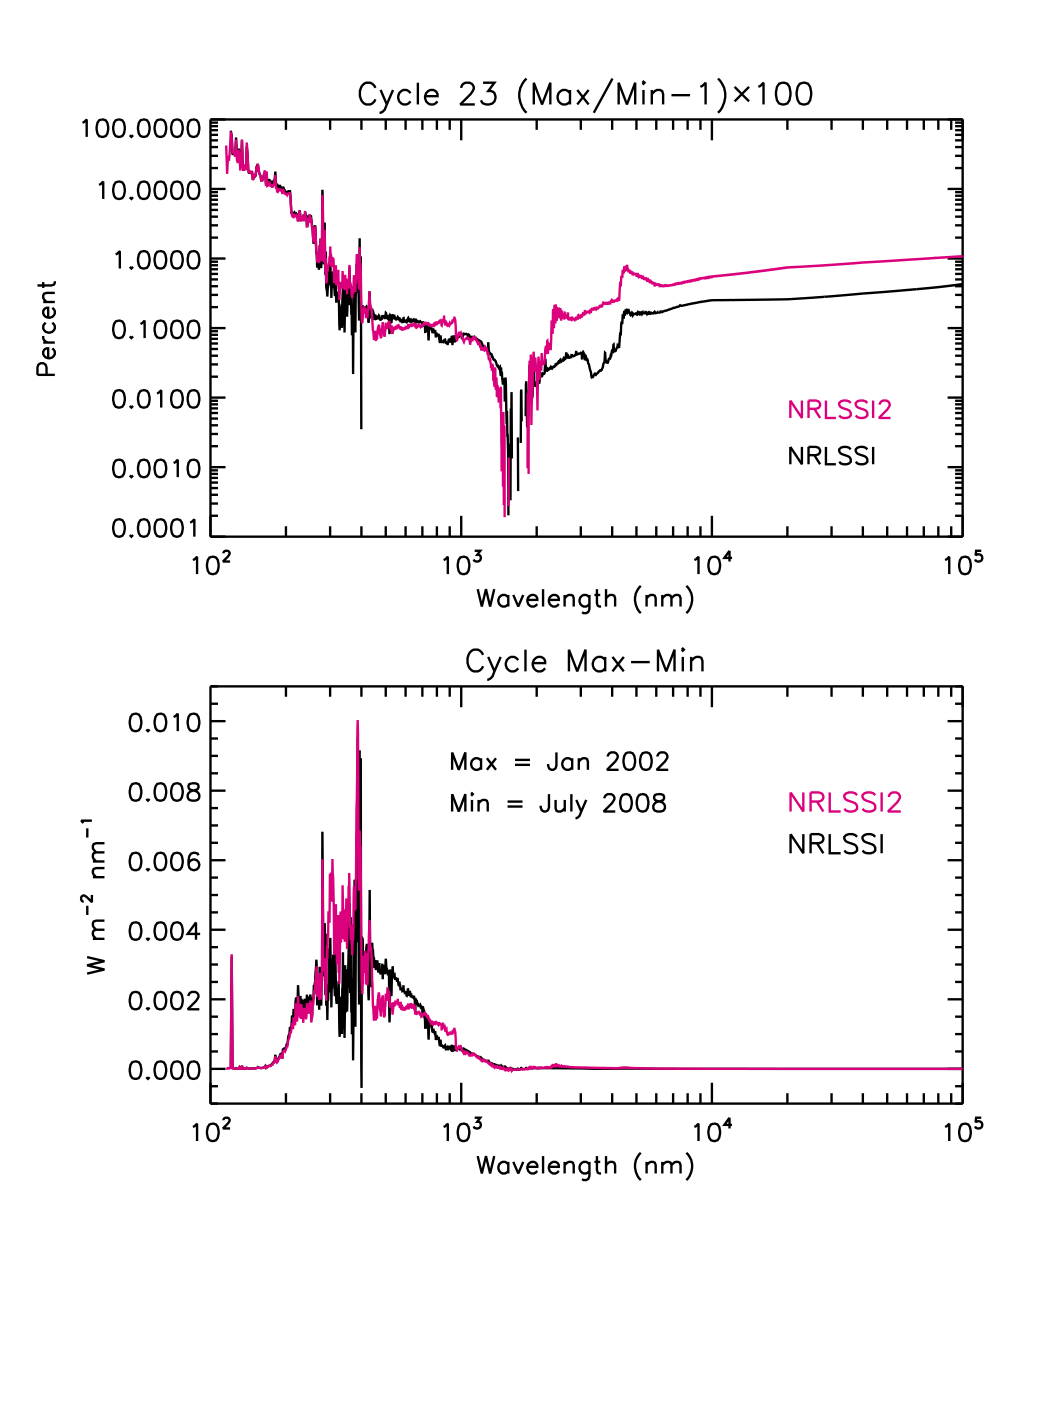 Cycle 23 (Max/Min−1)×100
100.0000
10.0000
1.0000
0.1000
0.0100
0.0010
0.0001
Percent
NRLSSI2
NRLSSI
10² 10³ 10⁴ 10⁵
Wavelength (nm)
Cycle Max−Min
0.010
0.008
0.006
0.004
0.002
0.000
W m⁻² nm⁻¹
Max = Jan 2002
Min = July 2008
NRLSSI2
NRLSSI
10² 10³ 10⁴ 10⁵
Wavelength (nm)